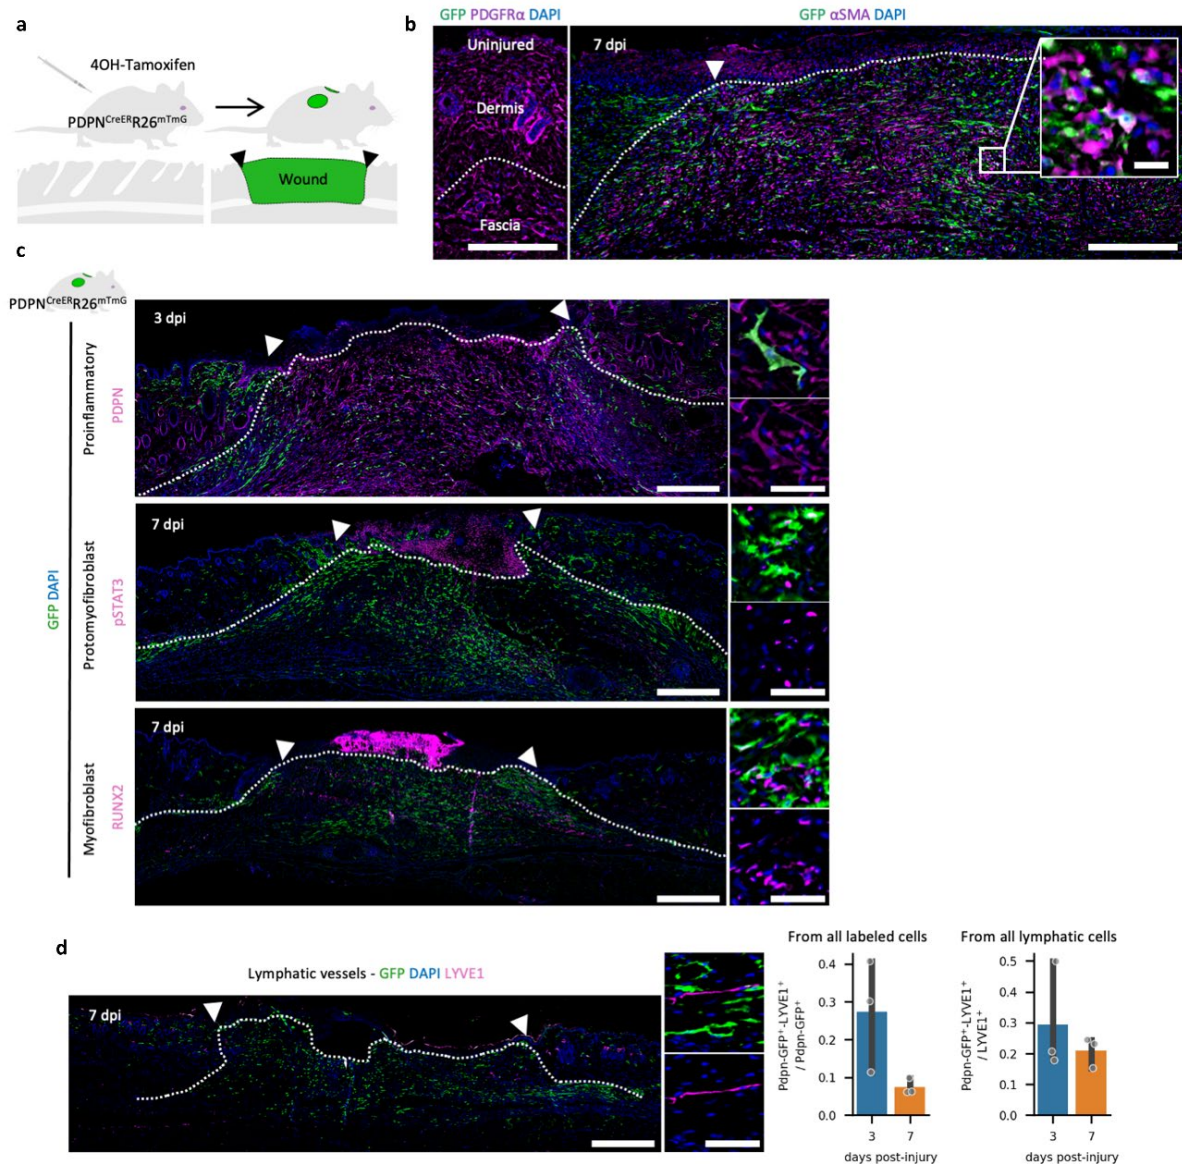 a
4OH-Tamoxifen
PDPNCreERR26mTmG
Wound
b
GFP PDGFRα DAPI
GFP αSMA DAPI
Uninjured
Dermis
Fascia
7 dpi
c
PDPNCreERR26mTmG
GFP DAPI
Proinflammatory
PDPN
3 dpi
Protomyofibroblast
pSTAT3
7 dpi
Myofibroblast
RUNX2
7 dpi
d
Lymphatic vessels - GFP DAPI LYVE1
7 dpi
From all labeled cells
Pdpn-GFP+-LYVE1+
/ Pdpn-GFP+
0.4
0.3
0.2
0.1
0.0
3 7
days post-injury
From all lymphatic cells
Pdpn-GFP+-LYVE1+
/ LYVE1+
0.5
0.4
0.3
0.2
0.1
0.0
3 7
days post-injury